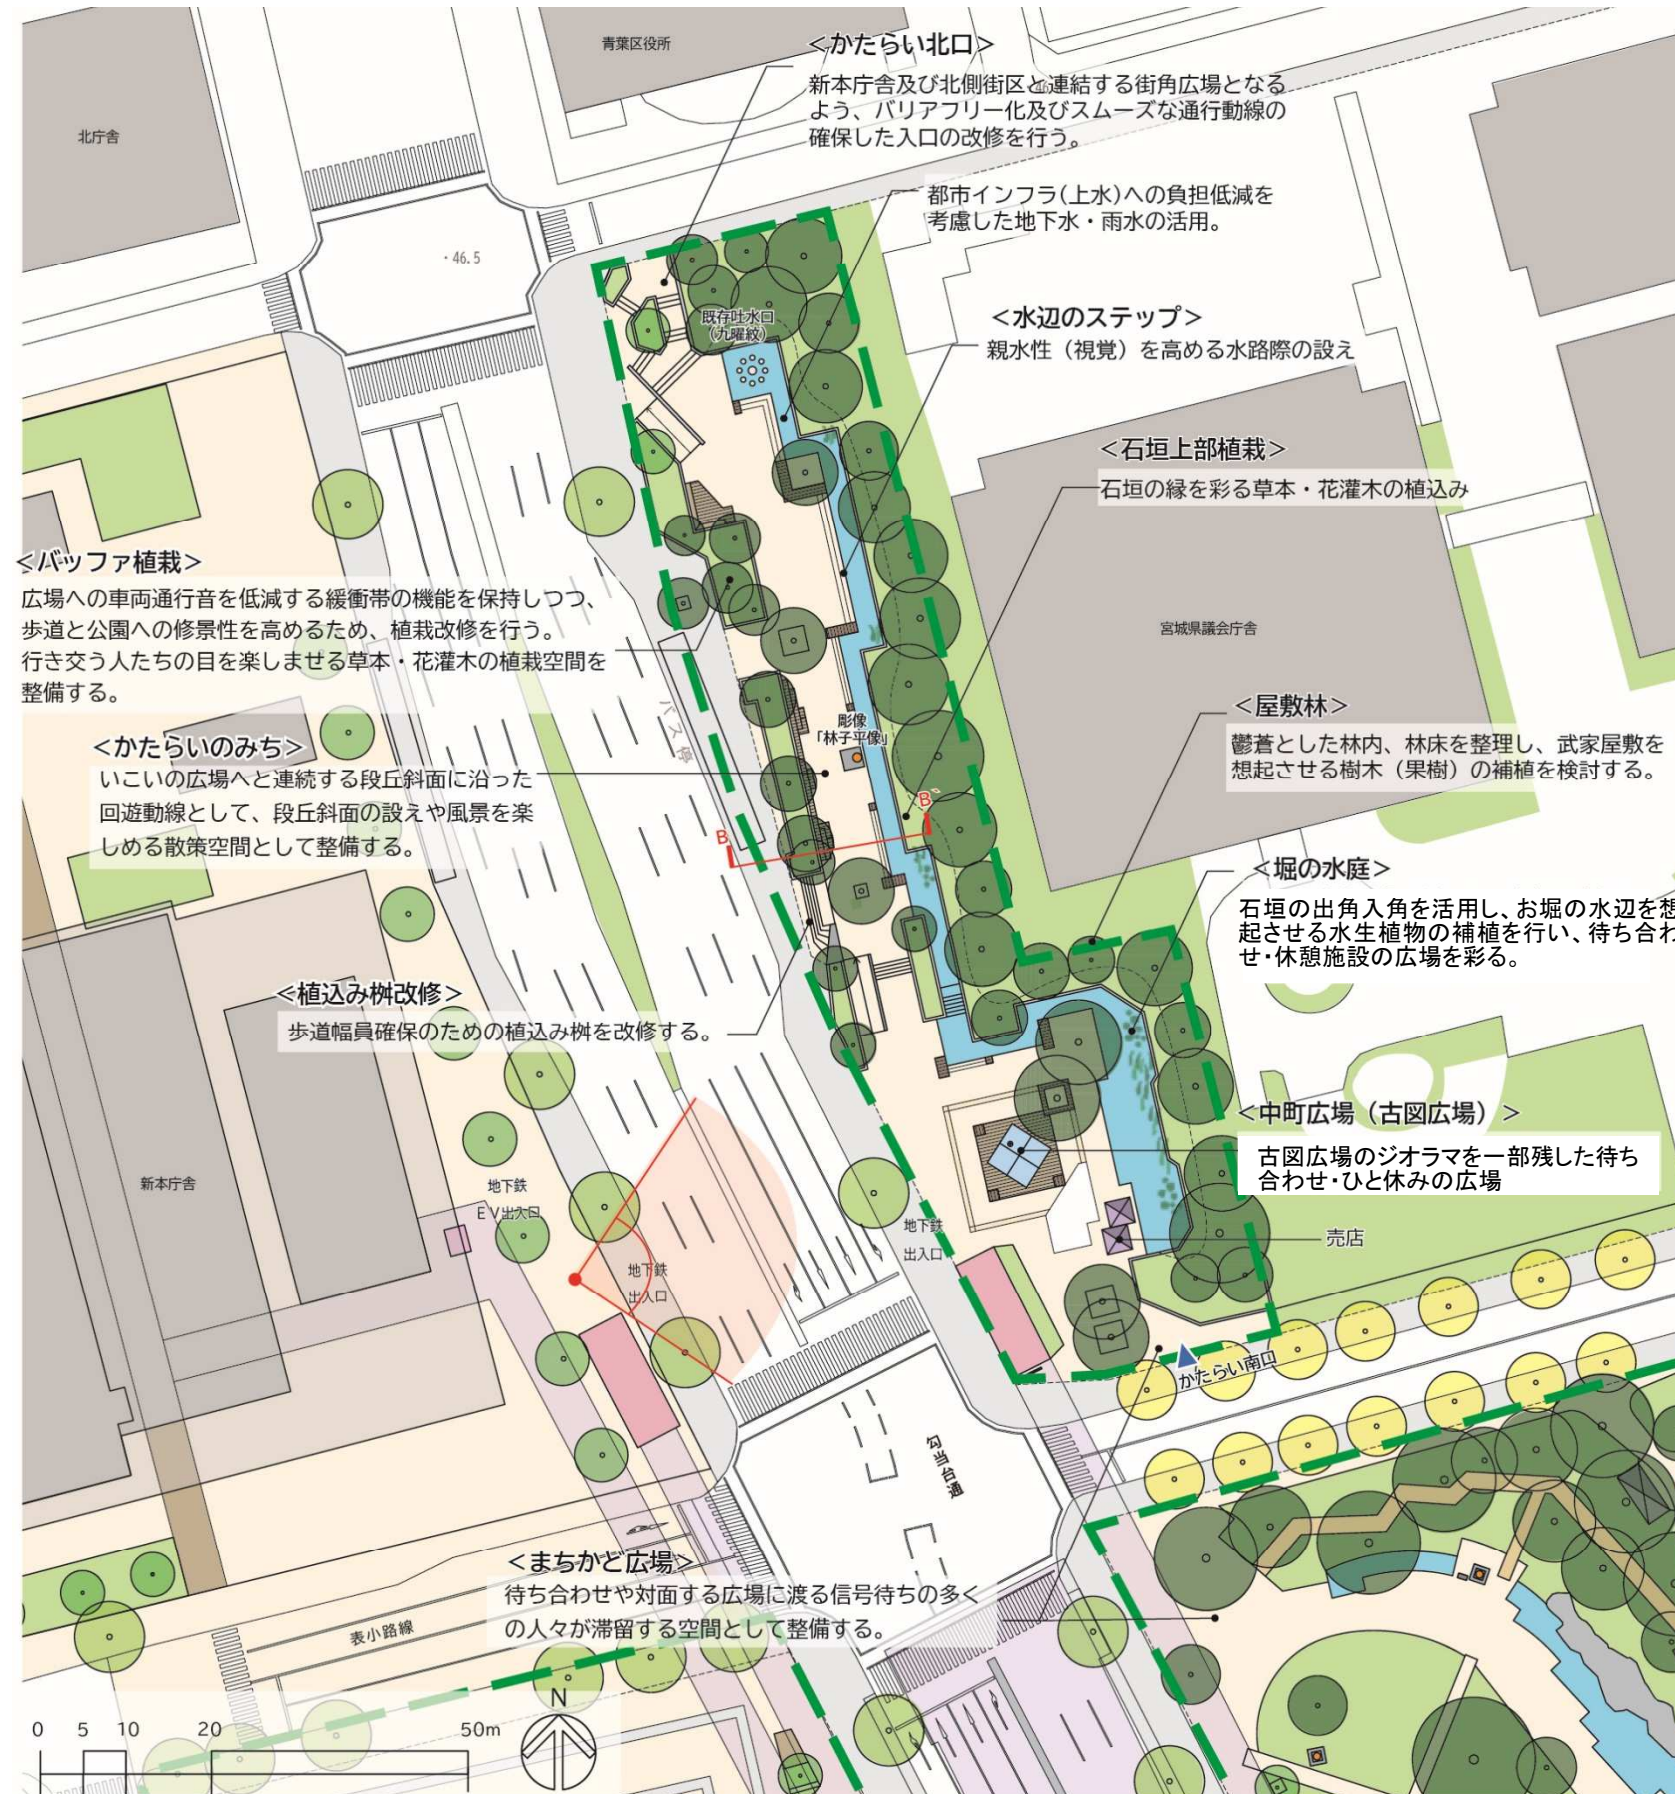 青葉区役所
<かたらい北口>
新本庁舎及び北側街区と連結する街角広場となる
よう、バリアフリー化及びスムーズな通行動線の
確保した入口の改修を行う。
北庁舎
都市インフラ(上水)への負担低減を
考慮した地下水・雨水の活用。
・46.5
既存吐水口
(九曜紋)
<水辺のステップ>
親水性（視覚）を高める水路際の設え
<石垣上部植栽>
石垣の縁を彩る草本・花灌木の植込み
<バッファ植栽>
広場への車両通行音を低減する緩衝帯の機能を保持しつつ、
歩道と公園への修景性を高めるため、植栽改修を行う。
行き交う人たちの目を楽しませる草本・花灌木の植栽空間を
整備する。
宮城県議会庁舎
バス停
彫像
「林子平像」
<屋敷林>
鬱蒼とした林内、林床を整理し、武家屋敷を
想起させる樹木（果樹）の補植を検討する。
<かたらいのみち>
いこいの広場へと連続する段丘斜面に沿った
回遊動線として、段丘斜面の設えや風景を楽
しめる散策空間として整備する。
B
B`
<堀の水庭>
石垣の出角入角を活用し、お堀の水辺を想
起させる水生植物の補植を行い、待ち合わ
せ・休憩施設の広場を彩る。
<植込み桝改修>
歩道幅員確保のための植込み桝を改修する。
<中町広場（古図広場）>
古図広場のジオラマを一部残した待ち
合わせ・ひと休みの広場
新本庁舎
地下鉄
EV出入口
地下鉄
出入口
地下鉄
出入口
売店
かたらい南口
勾当台通
<まちかど広場>
待ち合わせや対面する広場に渡る信号待ちの多く
の人々が滞留する空間として整備する。
表小路線
0 5 10 20 50m
N